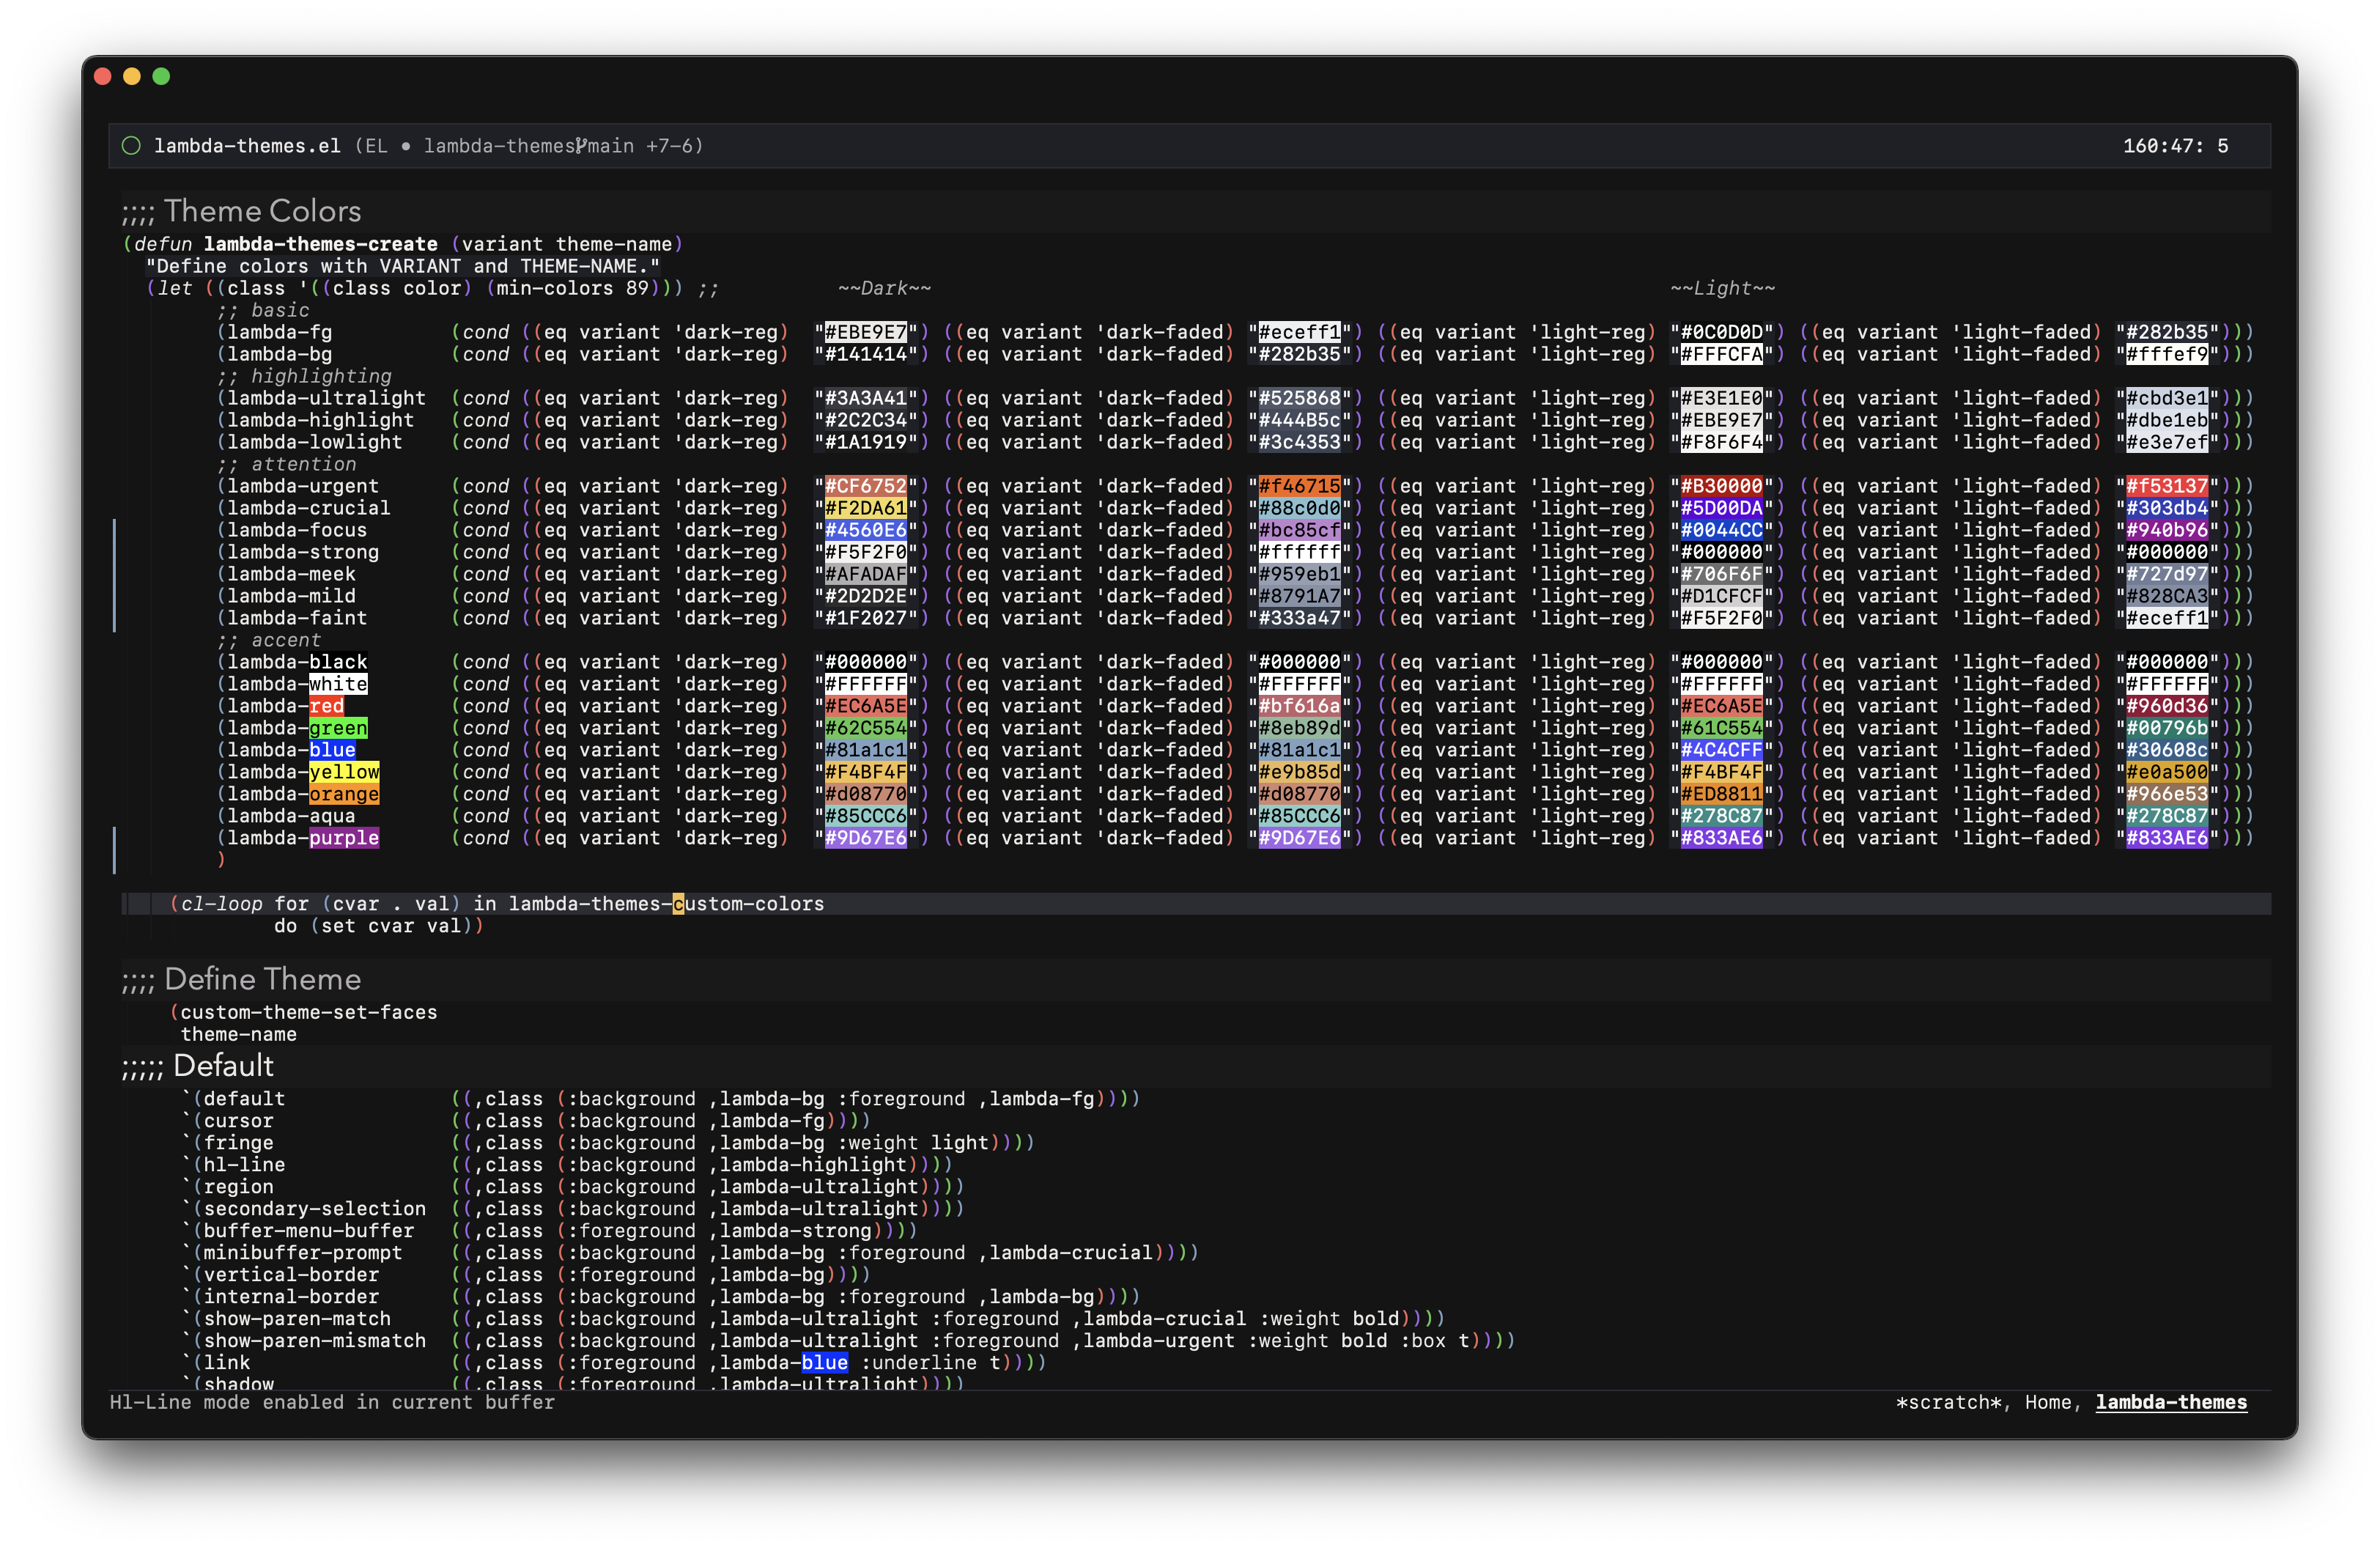 lambda-themes.el (EL • lambda-themes main +7-6) 160:47: 5
;;;; Theme Colors
(defun lambda-themes-create (variant theme-name)
"Define colors with VARIANT and THEME-NAME."
(let ((class '((class color) (min-colors 89))) ;; ~~Dark~~ ~~Light~~
;; basic
(lambda-fg (cond ((eq variant 'dark-reg) "#EBE9E7") ((eq variant 'dark-faded) "#eceff1") ((eq variant 'light-reg) "#0C0D0D") ((eq variant 'light-faded) "#282b35")))
(lambda-bg (cond ((eq variant 'dark-reg) "#141414") ((eq variant 'dark-faded) "#282b35") ((eq variant 'light-reg) "#FFFCFA") ((eq variant 'light-faded) "#fffef9")))
;; highlighting
(lambda-ultralight (cond ((eq variant 'dark-reg) "#3A3A41") ((eq variant 'dark-faded) "#525868") ((eq variant 'light-reg) "#E3E1E0") ((eq variant 'light-faded) "#cbd3e1")))
(lambda-highlight (cond ((eq variant 'dark-reg) "#2C2C34") ((eq variant 'dark-faded) "#444B5c") ((eq variant 'light-reg) "#EBE9E7") ((eq variant 'light-faded) "#dbe1eb")))
(lambda-lowlight (cond ((eq variant 'dark-reg) "#1A1919") ((eq variant 'dark-faded) "#3c4353") ((eq variant 'light-reg) "#F8F6F4") ((eq variant 'light-faded) "#e3e7ef")))
;; attention
(lambda-urgent (cond ((eq variant 'dark-reg) "#CF6752") ((eq variant 'dark-faded) "#f46715") ((eq variant 'light-reg) "#B30000") ((eq variant 'light-faded) "#f53137")))
(lambda-crucial (cond ((eq variant 'dark-reg) "#F2DA61") ((eq variant 'dark-faded) "#88c0d0") ((eq variant 'light-reg) "#5D00DA") ((eq variant 'light-faded) "#303db4")))
(lambda-focus (cond ((eq variant 'dark-reg) "#4560E6") ((eq variant 'dark-faded) "#bc85cf") ((eq variant 'light-reg) "#0044CC") ((eq variant 'light-faded) "#940b96")))
(lambda-strong (cond ((eq variant 'dark-reg) "#F5F2F0") ((eq variant 'dark-faded) "#ffffff") ((eq variant 'light-reg) "#000000") ((eq variant 'light-faded) "#000000")))
(lambda-meek (cond ((eq variant 'dark-reg) "#AFADAF") ((eq variant 'dark-faded) "#959eb1") ((eq variant 'light-reg) "#706F6F") ((eq variant 'light-faded) "#727d97")))
(lambda-mild (cond ((eq variant 'dark-reg) "#2D2D2E") ((eq variant 'dark-faded) "#8791A7") ((eq variant 'light-reg) "#D1CFCF") ((eq variant 'light-faded) "#828CA3")))
(lambda-faint (cond ((eq variant 'dark-reg) "#1F2027") ((eq variant 'dark-faded) "#333a47") ((eq variant 'light-reg) "#F5F2F0") ((eq variant 'light-faded) "#eceff1")))
;; accent
(lambda-black (cond ((eq variant 'dark-reg) "#000000") ((eq variant 'dark-faded) "#000000") ((eq variant 'light-reg) "#000000") ((eq variant 'light-faded) "#000000")))
(lambda-white (cond ((eq variant 'dark-reg) "#FFFFFF") ((eq variant 'dark-faded) "#FFFFFF") ((eq variant 'light-reg) "#FFFFFF") ((eq variant 'light-faded) "#FFFFFF")))
(lambda-red (cond ((eq variant 'dark-reg) "#EC6A5E") ((eq variant 'dark-faded) "#bf616a") ((eq variant 'light-reg) "#EC6A5E") ((eq variant 'light-faded) "#960d36")))
(lambda-green (cond ((eq variant 'dark-reg) "#62C554") ((eq variant 'dark-faded) "#8eb89d") ((eq variant 'light-reg) "#61C554") ((eq variant 'light-faded) "#00796b")))
(lambda-blue (cond ((eq variant 'dark-reg) "#81a1c1") ((eq variant 'dark-faded) "#81a1c1") ((eq variant 'light-reg) "#4C4CFF") ((eq variant 'light-faded) "#30608c")))
(lambda-yellow (cond ((eq variant 'dark-reg) "#F4BF4F") ((eq variant 'dark-faded) "#e9b85d") ((eq variant 'light-reg) "#F4BF4F") ((eq variant 'light-faded) "#e0a500")))
(lambda-orange (cond ((eq variant 'dark-reg) "#d08770") ((eq variant 'dark-faded) "#d08770") ((eq variant 'light-reg) "#ED8811") ((eq variant 'light-faded) "#966e53")))
(lambda-aqua (cond ((eq variant 'dark-reg) "#85CCC6") ((eq variant 'dark-faded) "#85CCC6") ((eq variant 'light-reg) "#278C87") ((eq variant 'light-faded) "#278C87")))
(lambda-purple (cond ((eq variant 'dark-reg) "#9D67E6") ((eq variant 'dark-faded) "#9D67E6") ((eq variant 'light-reg) "#833AE6") ((eq variant 'light-faded) "#833AE6")))
)
(cl-loop for (cvar . val) in lambda-themes-custom-colors
do (set cvar val))
;;;; Define Theme
(custom-theme-set-faces
theme-name
;;;;; Default
`(default ((,class (:background ,lambda-bg :foreground ,lambda-fg))))
`(cursor ((,class (:background ,lambda-fg))))
`(fringe ((,class (:background ,lambda-bg :weight light))))
`(hl-line ((,class (:background ,lambda-highlight))))
`(region ((,class (:background ,lambda-ultralight))))
`(secondary-selection ((,class (:background ,lambda-ultralight))))
`(buffer-menu-buffer ((,class (:foreground ,lambda-strong))))
`(minibuffer-prompt ((,class (:background ,lambda-bg :foreground ,lambda-crucial))))
`(vertical-border ((,class (:foreground ,lambda-bg))))
`(internal-border ((,class (:background ,lambda-bg :foreground ,lambda-bg))))
`(show-paren-match ((,class (:background ,lambda-ultralight :foreground ,lambda-crucial :weight bold))))
`(show-paren-mismatch ((,class (:background ,lambda-ultralight :foreground ,lambda-urgent :weight bold :box t))))
`(link ((,class (:foreground ,lambda-blue :underline t))))
`(shadow ((,class (:foreground ,lambda-ultralight))))
Hl-Line mode enabled in current buffer *scratch*, Home, lambda-themes